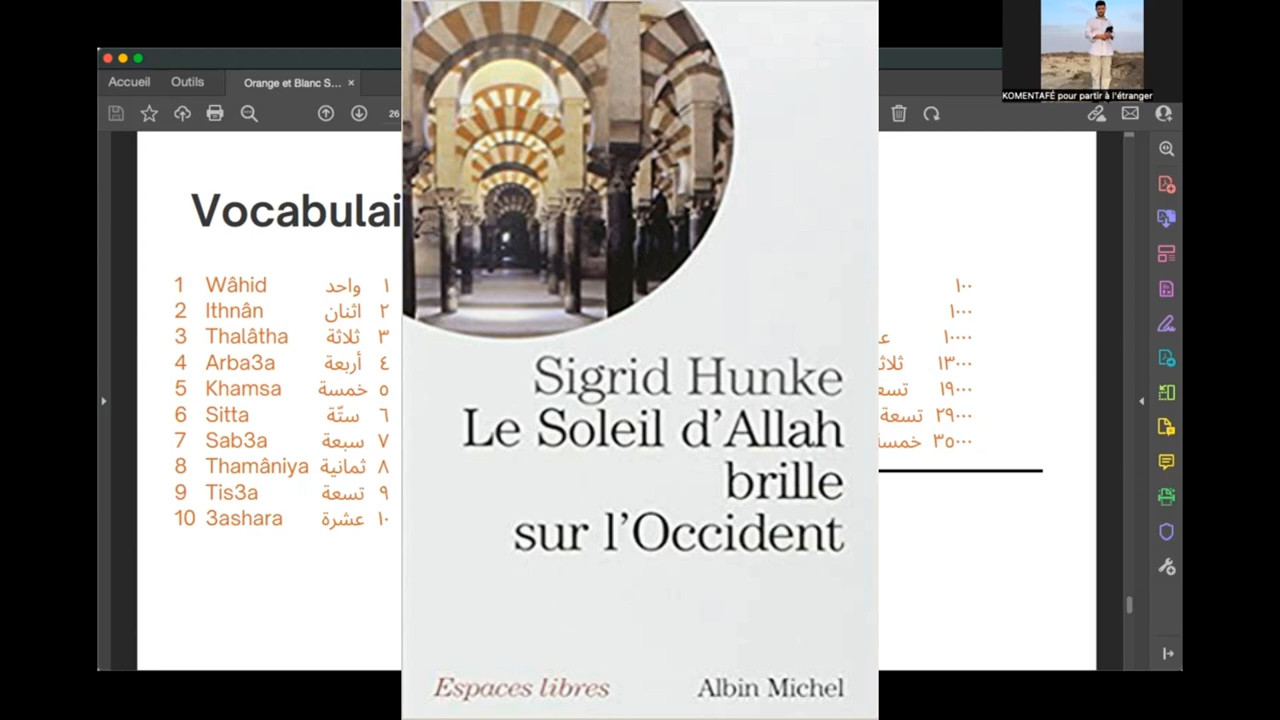 KOMENTAFÉ pour partir à l'étranger
Accueil Outils Orange et Blanc S... ×
26
Vocabulai
1 Wâhid واحد ١
2 Ithnân اثنان ٢
3 Thalâtha ثلاثة ٣
4 Arba3a أربعة ٤
5 Khamsa خمسة ٥
6 Sitta ستّة ٦
7 Sab3a سبعة ٧
8 Thamâniya ثمانية ٨
9 Tis3a تسعة ٩
10 3ashara عشرة ١٠
Sigrid Hunke
Le Soleil d'Allah
brille
sur l'Occident
Espaces libres Albin Michel
١٠٠
١٠٠٠
١٠٠٠٠
١٣٠٠٠
١٩٠٠٠
تسعة ٢٩٠٠٠
٣٥٠٠٠